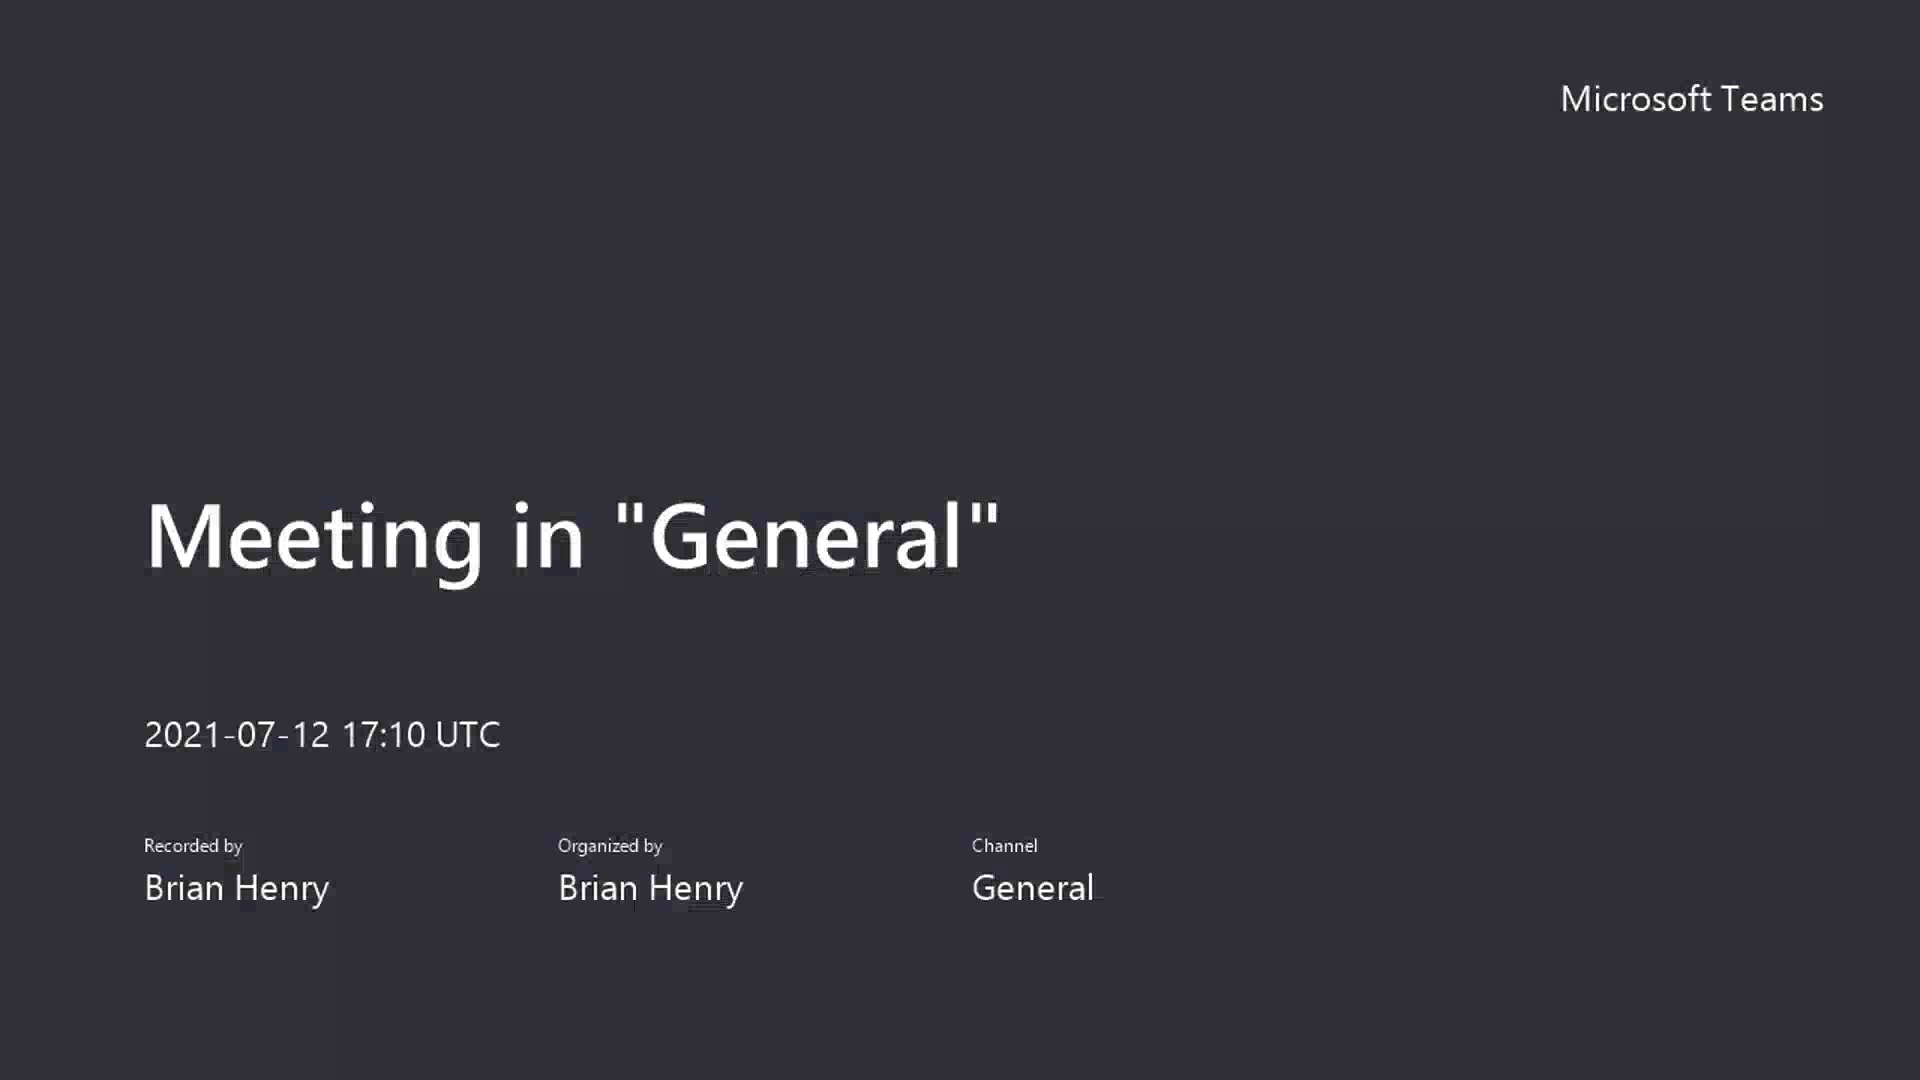 Microsoft Teams
Meeting in "General"
2021-07-12 17:10 UTC
Recorded by
Brian Henry
Organized by
Brian Henry
Channel
General